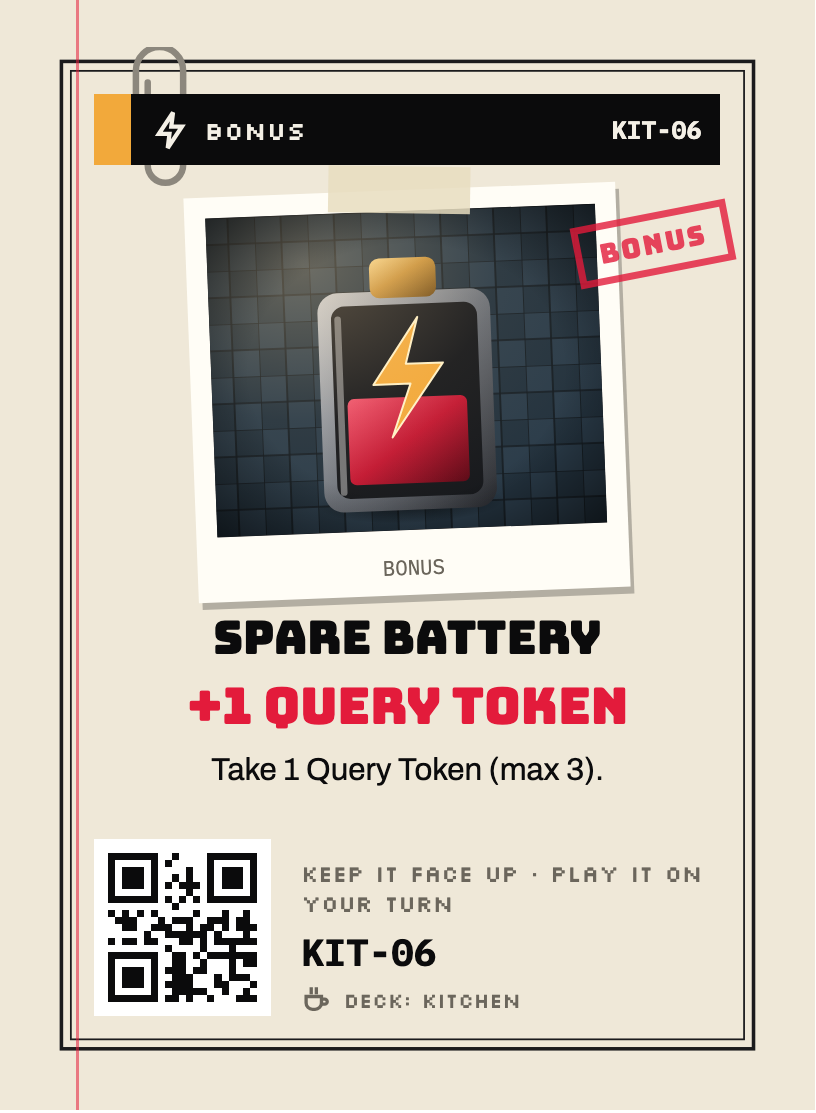 BONUS
KIT-06
BONUS
BONUS
SPARE BATTERY
+1 QUERY TOKEN
Take 1 Query Token (max 3).
KEEP IT FACE UP · PLAY IT ON
YOUR TURN
KIT-06
DECK: KITCHEN